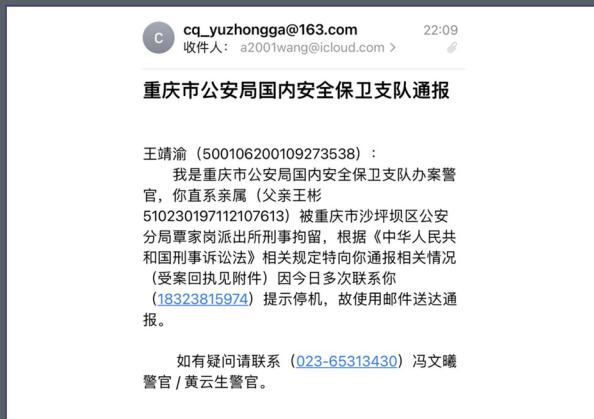 C
cq_yuzhongga@163.com
22:09
收件人： a2001wang@icloud.com >
重庆市公安局国内安全保卫支队通报
王靖渝（500106200109273538）：
我是重庆市公安局国内安全保卫支队办案警
官，你直系亲属（父亲王彬
510230197112107613）被重庆市沙坪坝区公安
分局覃家岗派出所刑事拘留，根据《中华人民共
和国刑事诉讼法》相关规定特向你通报相关情况
（受案回执见附件）因今日多次联系你
（18323815974）提示停机，故使用邮件送达通
报。
如有疑问请联系（023-65313430）冯文曦
警官 / 黄云生警官。